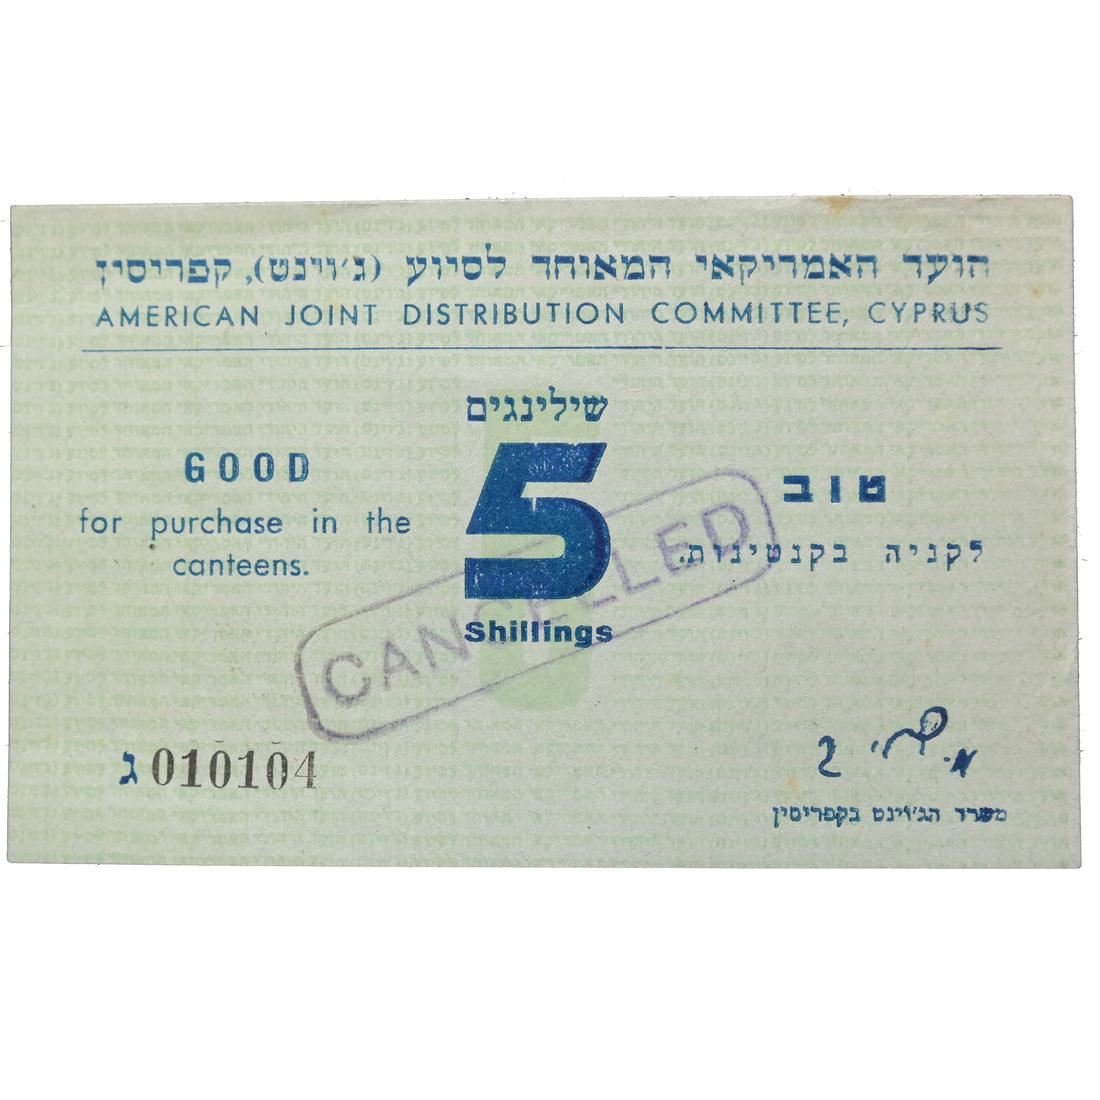 הועד האמריקאי המאוחד לסיוע (ג'וינט), קפריסין
AMERICAN JOINT DISTRIBUTION COMMITTEE, CYPRUS
שילינגים
5
Shillings
GOOD
for purchase in the
canteens.
טוב
לקניה בקנטינות.
CANCELLED
ג 010104
משרד הג'וינט בקפריסין